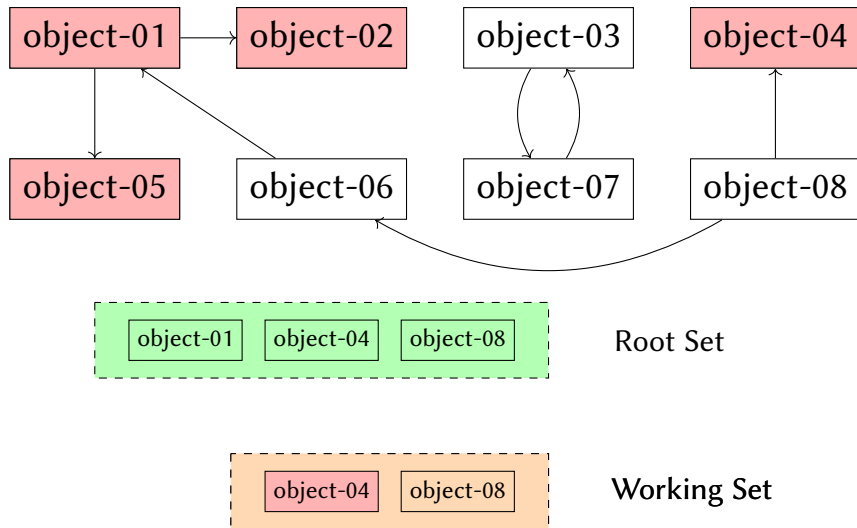 object-01 object-02 object-03 object-04
object-05 object-06 object-07 object-08
object-01 object-04 object-08 Root Set
object-04 object-08 Working Set